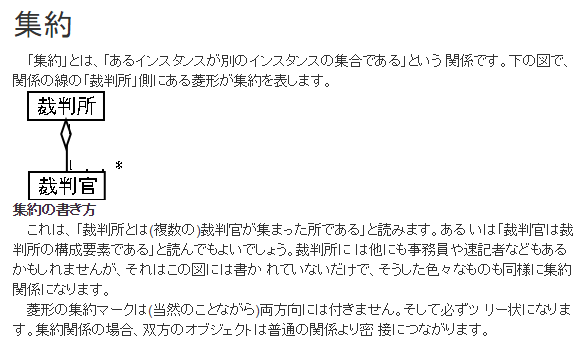 集約
「集約」とは、「あるインスタンスが別のインスタンスの集合である」という 関係です。下の図で、
関係の線の「裁判所」側にある菱形が集約を表します。
裁判所
1...*
裁判官
集約の書き方
これは、「裁判所とは(複数の)裁判官が集まった所である」と読みます。ある いは「裁判官は裁
判所の構成要素である」と読んでもよいでしょう。裁判所に は他にも事務員や速記者などもある
かもしれませんが、それはこの図には書か れていないだけで、そうした色々なものも同様に集約
関係になります。
菱形の集約マークは(当然のことながら)両方向には付きません。そして必ずツ リー状になりま
す。集約関係の場合、双方のオブジェクトは普通の関係より密 接につながります。